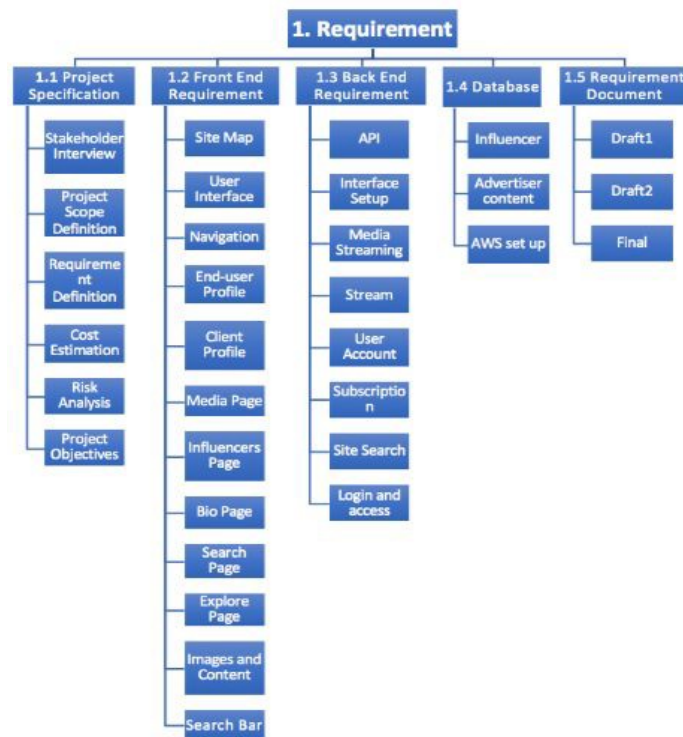 1. Requirement
1.1 Project
Specification
Stakeholder
Interview
Project
Scope
Definition
Requireme
nt
Definition
Cost
Estimation
Risk
Analysis
Project
Objectives
1.2 Front End
Requirement
Site Map
User
Interface
Navigation
End-user
Profile
Client
Profile
Media Page
Influencers
Page
Bio Page
Search
Page
Explore
Page
Images and
Content
Search Bar
1.3 Back End
Requirement
API
Interface
Setup
Media
Streaming
Stream
User
Account
Subscriptio
n
Site Search
Login and
access
1.4 Database
Influencer
Advertiser
content
AWS set up
1.5 Requirement
Document
Draft1
Draft2
Final